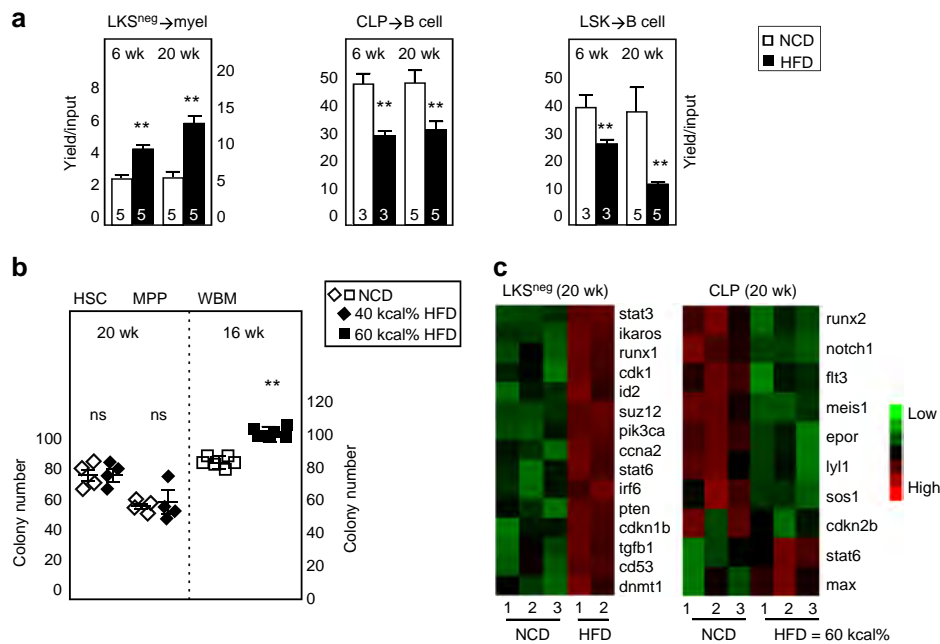 a
LKSneg→myel
CLP→B cell
LSK→B cell
NCD
HFD
Yield/input
6 wk 20 wk
8
6
4
2
0
20
15
10
5
0
** **
5 5 5 5
6 wk 20 wk
50
40
30
20
10
0
** **
3 3 5 5
6 wk 20 wk
50
40
30
20
10
0
** **
3 3 5 5
Yield/input
b
HSC MPP WBM
NCD
40 kcal% HFD
60 kcal% HFD
20 wk 16 wk
ns ns **
Colony number
100
80
60
40
20
0
120
100
80
60
40
20
0
Colony number
c
LKSneg (20 wk)
stat3
ikaros
runx1
cdk1
id2
suz12
pik3ca
ccna2
stat6
irf6
pten
cdkn1b
tgfb1
cd53
dnmt1
1 2 3 1 2
NCD HFD
CLP (20 wk)
runx2
notch1
flt3
meis1
epor
lyl1
sos1
cdkn2b
stat6
max
1 2 3 1 2 3
NCD HFD = 60 kcal%
Low
High